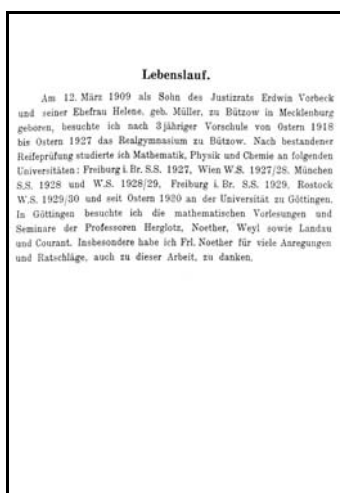 Lebenslauf.
Am 12. März 1909 als Sohn des Justizrats Erdwin Vorbeck
und seiner Ehefrau Helene, geb. Müller, zu Bützow in Mecklenburg
geboren, besuchte ich nach 3jähriger Vorschule von Ostern 1918
bis Ostern 1927 das Realgymnasium zu Bützow. Nach bestandener
Reifeprüfung studierte ich Mathematik, Physik und Chemie an folgenden
Universitäten: Freiburg i. Br. S.S. 1927, Wien W.S. 1927/28, München
S.S. 1928 und W.S. 1928/29, Freiburg i. Br. S.S. 1929, Rostock
W.S. 1929/30 und seit Ostern 1920 an der Universität zu Göttingen.
In Göttingen besuchte ich die mathematischen Vorlesungen und
Seminare der Professoren Herglotz, Noether, Weyl sowie Landau
und Courant. Insbesondere habe ich Frl. Noether für viele Anregungen
und Ratschläge, auch zu dieser Arbeit, zu danken.